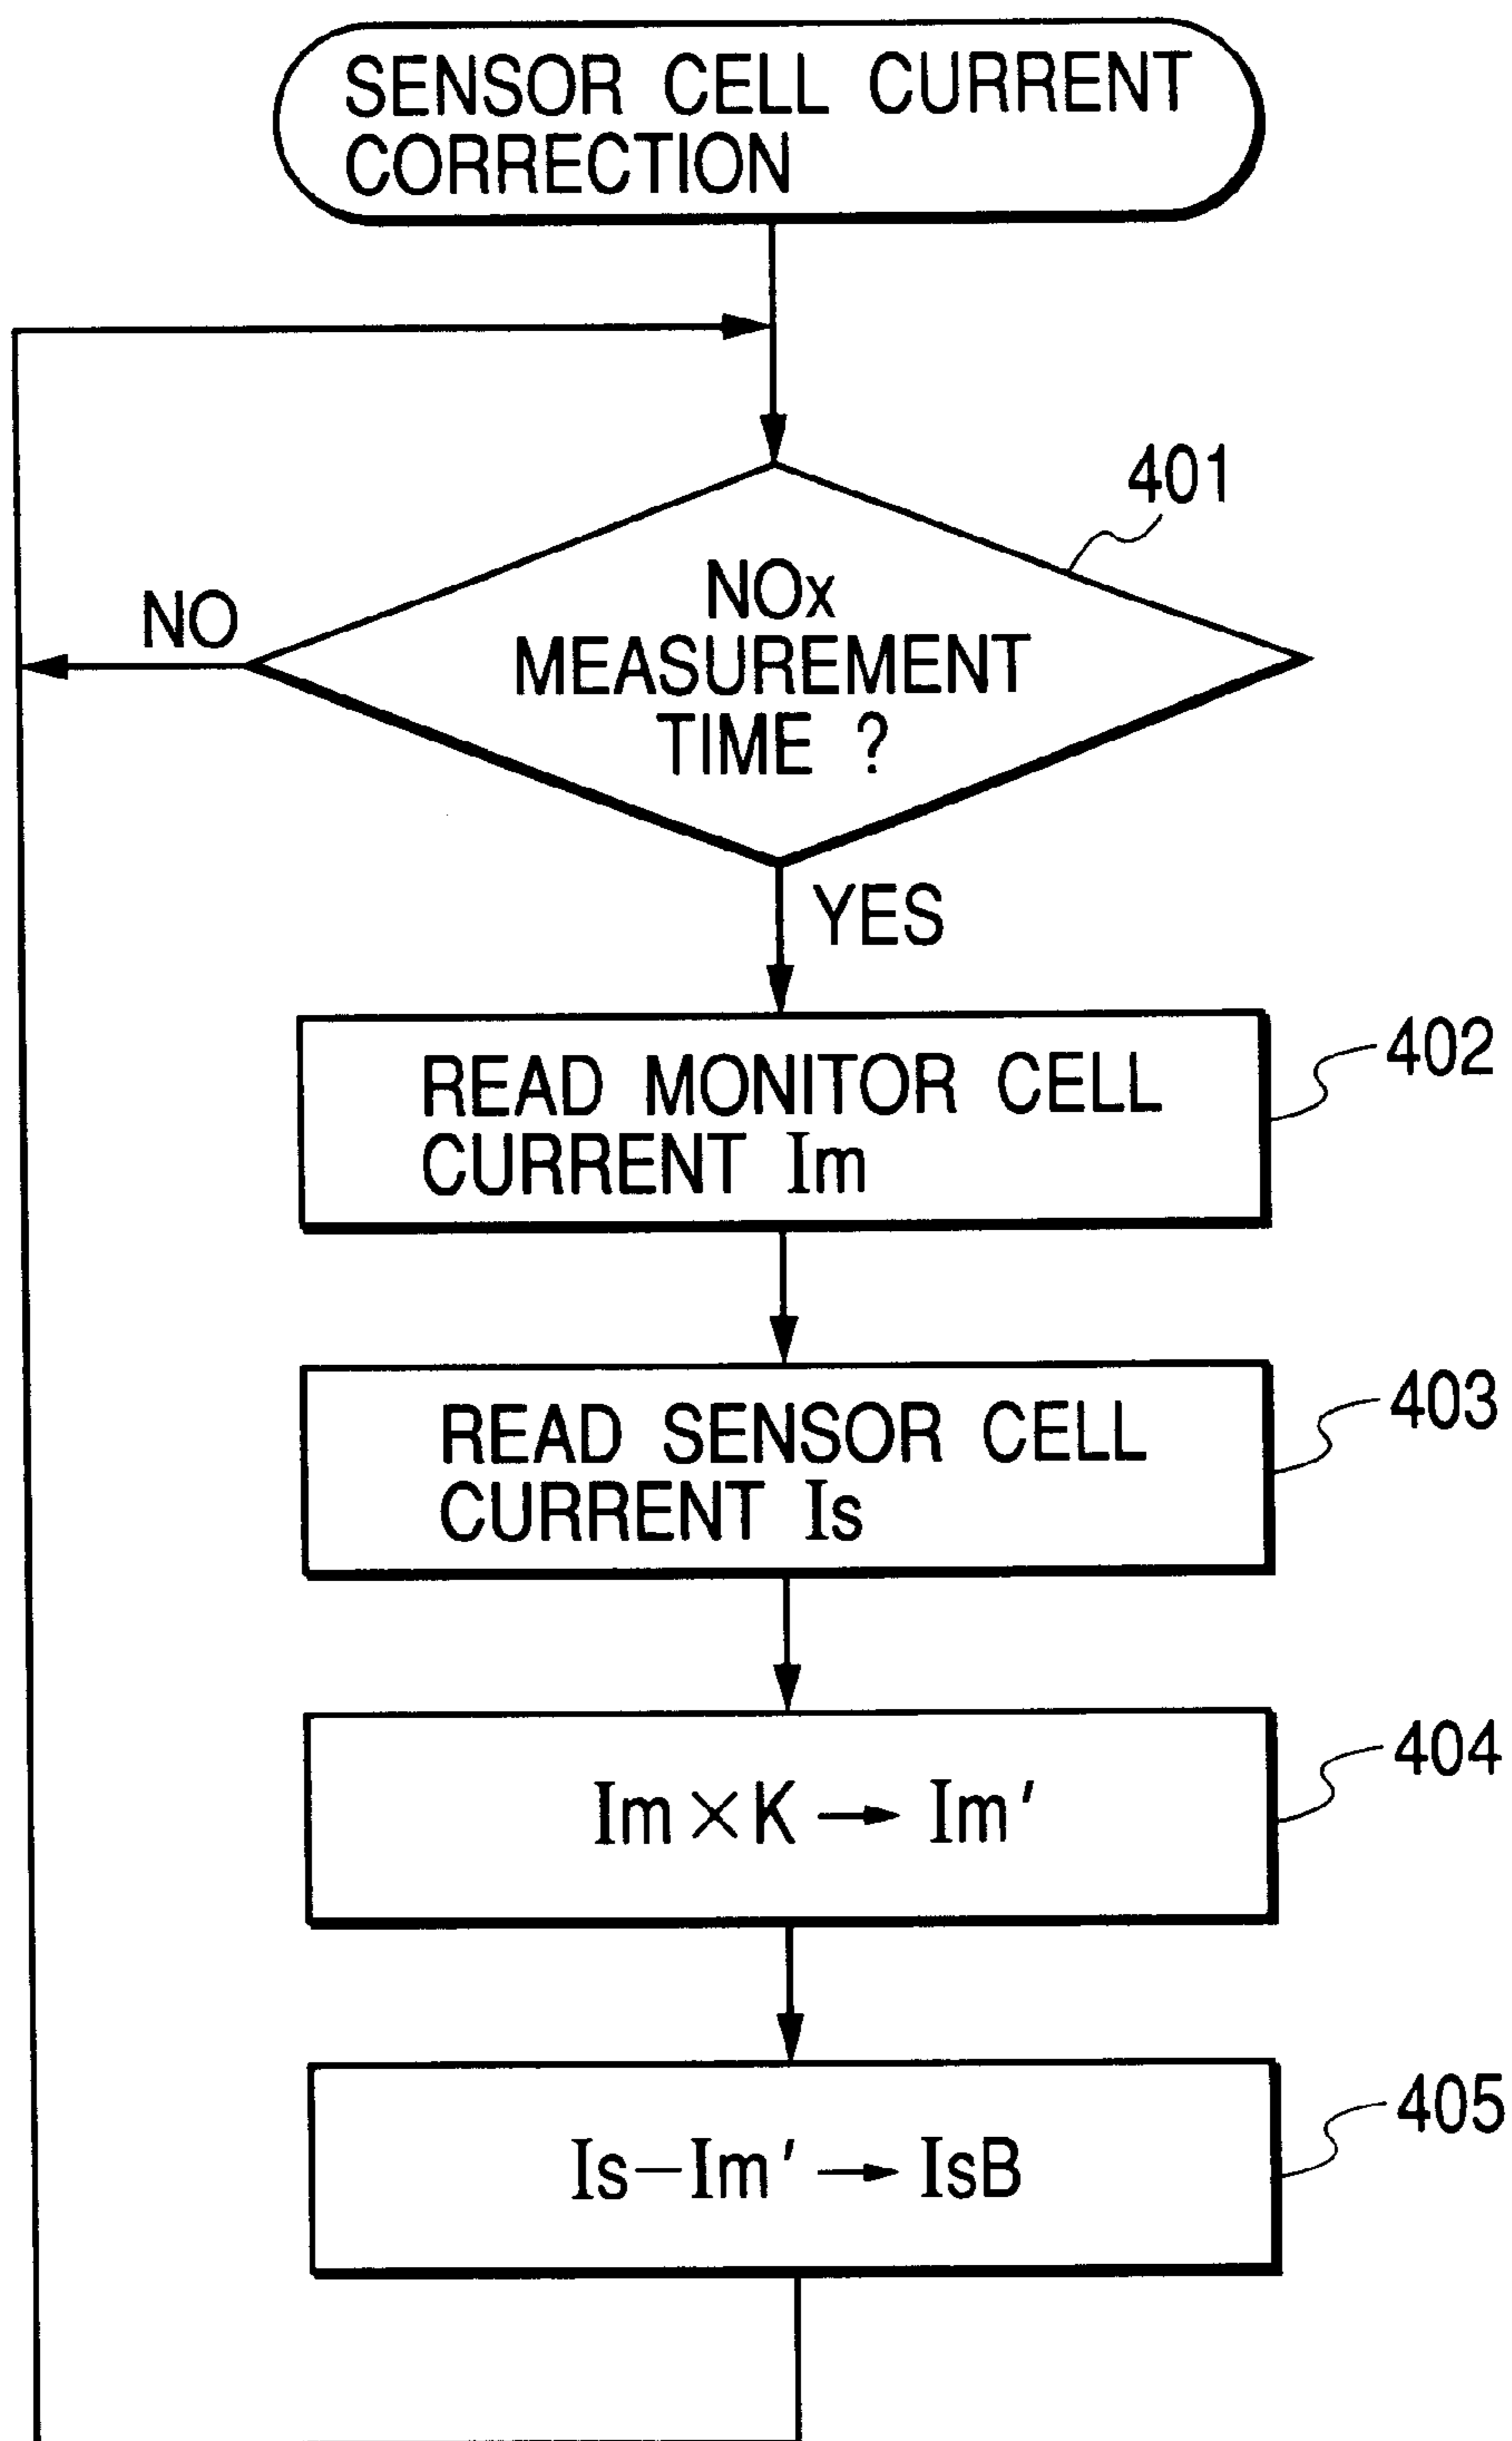 SENSOR CELL CURRENT
CORRECTION
401
NOx
MEASUREMENT
TIME ?
NO
YES
402
READ MONITOR CELL
CURRENT Im
403
READ SENSOR CELL
CURRENT Is
404
Im×K→Im′
405
Is−Im′→IsB